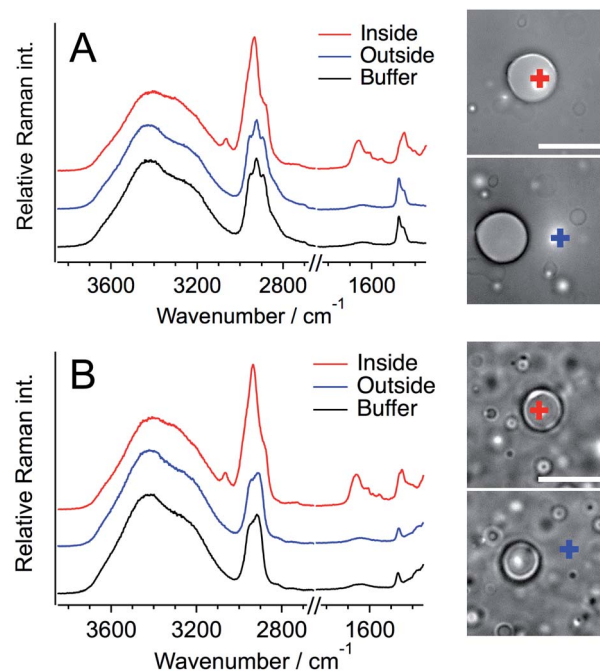 A
Inside
Outside
Buffer
Relative Raman int.
3600
3200
2800
1600
Wavenumber / cm-1
B
Inside
Outside
Buffer
Relative Raman int.
3600
3200
2800
1600
Wavenumber / cm-1